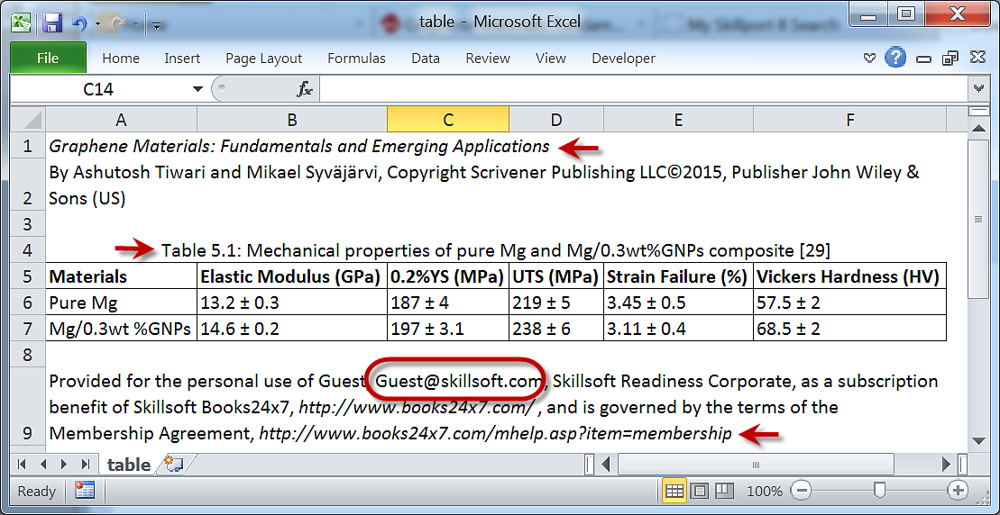 table - Microsoft Excel
My Skillport 8 Search
File Home Insert Page Layout Formulas Data Review View Developer
C14 fx
A B C D E F
1 Graphene Materials: Fundamentals and Emerging Applications
By Ashutosh Tiwari and Mikael Syväjärvi, Copyright Scrivener Publishing LLC©2015, Publisher John Wiley &
2 Sons (US)
3
4 Table 5.1: Mechanical properties of pure Mg and Mg/0.3wt%GNPs composite [29]
5 Materials Elastic Modulus (GPa) 0.2%YS (MPa) UTS (MPa) Strain Failure (%) Vickers Hardness (HV)
6 Pure Mg 13.2 ± 0.3 187 ± 4 219 ± 5 3.45 ± 0.5 57.5 ± 2
7 Mg/0.3wt %GNPs 14.6 ± 0.2 197 ± 3.1 238 ± 6 3.11 ± 0.4 68.5 ± 2
8
Provided for the personal use of Guest, Guest@skillsoft.com, Skillsoft Readiness Corporate, as a subscription
benefit of Skillsoft Books24x7, http://www.books24x7.com/ , and is governed by the terms of the
9 Membership Agreement, http://www.books24x7.com/mhelp.asp?item=membership
table
Ready 100%